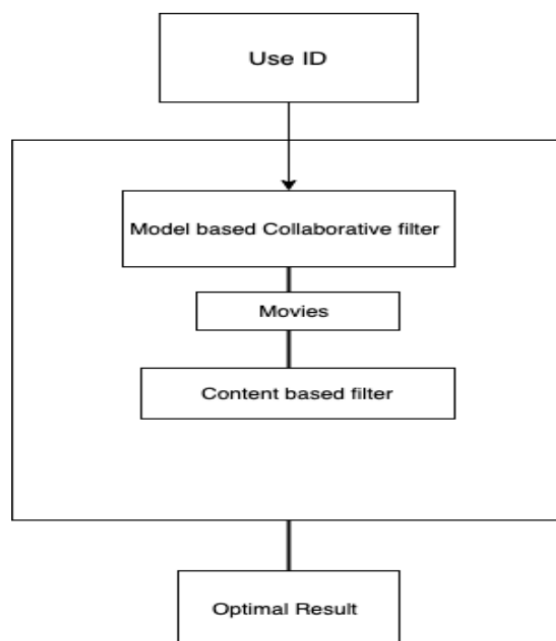 Use ID
Model based Collaborative filter
Movies
Content based filter
Optimal Result